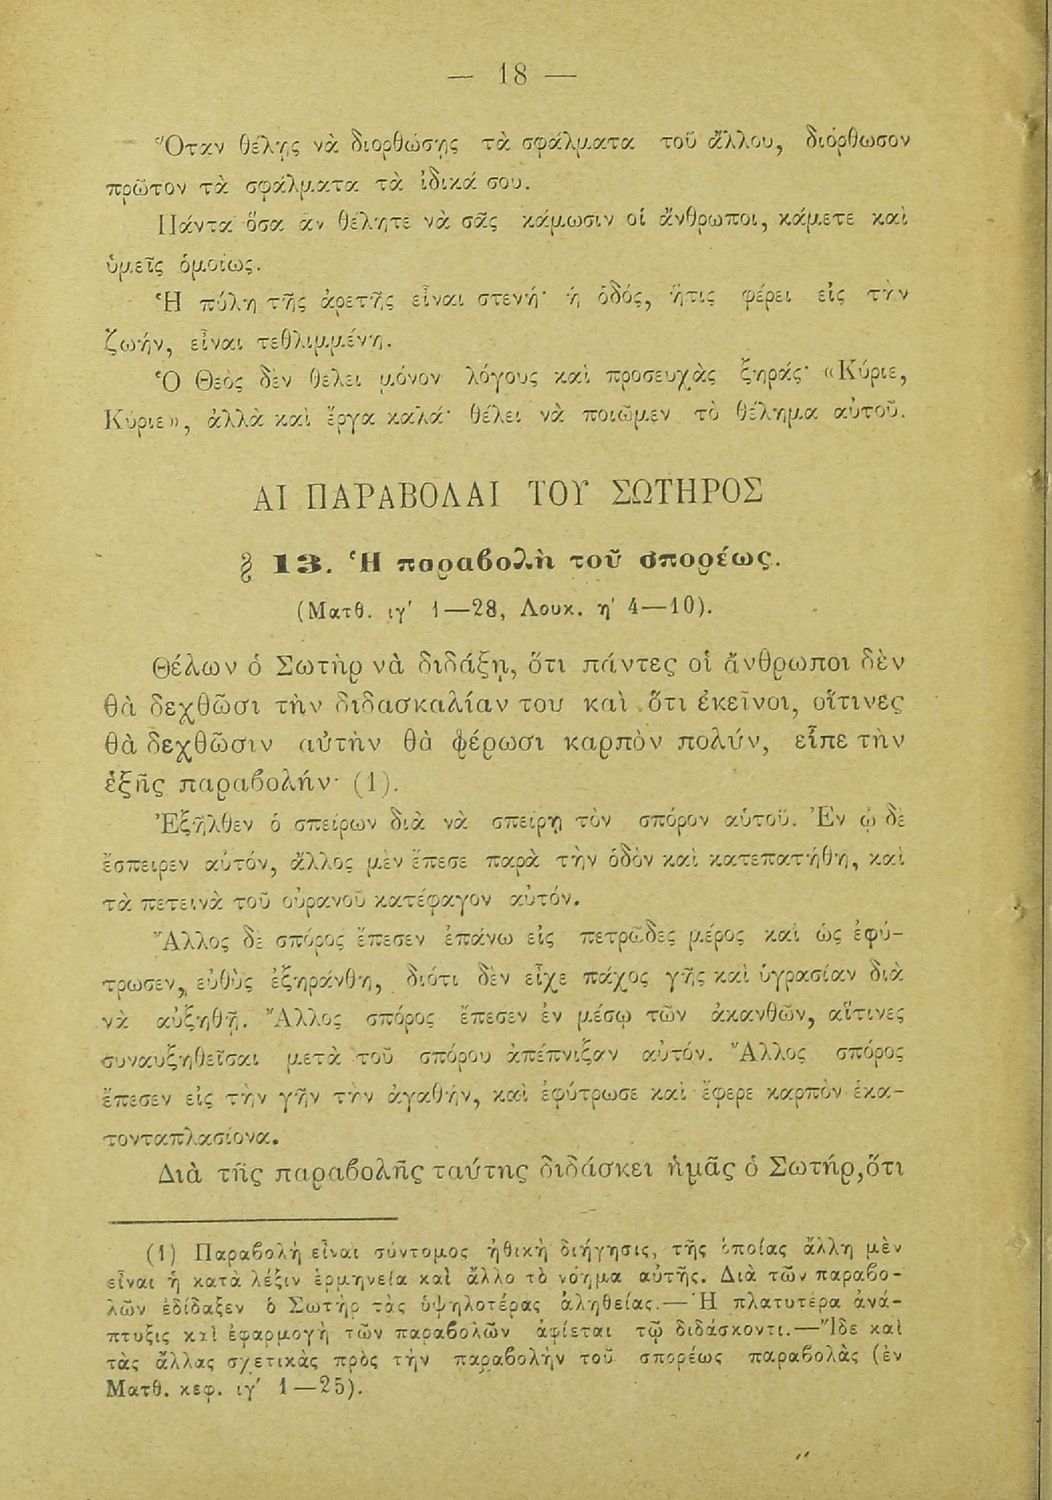 — 18 —
Ὅταν θέλῃς νὰ διορθώσῃς τὰ σφάλματα τοῦ ἄλλου, διόρθωσον
πρῶτον τὰ σφάλματα τὰ ἰδικά σου.
Πάντα ὅσα ἂν θέλητε νὰ σᾶς κάμωσιν οἱ ἄνθρωποι, κάμετε καὶ
ὑμεῖς ὁμοίως.
Ἡ πύλη τῆς ἀρετῆς εἶναι στενή· ἡ ὁδός, ἥτις φέρει εἰς τὴν
ζωήν, εἶναι τεθλιμμένη.
Ὁ Θεὸς δὲν θέλει μόνον λόγους καὶ προσευχὰς ξηράς· «Κύριε,
Κύριε», ἀλλὰ καὶ ἔργα καλά· θέλει νὰ ποιῶμεν τὸ θέλημα αὐτοῦ.
ΑΙ ΠΑΡΑΒΟΛΑΙ ΤΟΥ ΣΩΤΗΡΟΣ
§ 13. Ἡ παραβολὴ τοῦ σπορέως.
(Ματθ. ιγ' 1—28, Λουκ. η' 4—10).
Θέλων ὁ Σωτὴρ νὰ διδάξῃ, ὅτι πάντες οἱ ἄνθρωποι δὲν
θὰ δεχθῶσι τὴν διδασκαλίαν του καὶ ὅτι ἐκεῖνοι, οἵτινες
θὰ δεχθῶσιν αὐτὴν θὰ φέρωσι καρπὸν πολύν, εἶπε τὴν
ἑξῆς παραβολήν· (1).
Ἐξῆλθεν ὁ σπείρων διὰ νὰ σπείρῃ τὸν σπόρον αὐτοῦ. Ἐν ᾧ δὲ
ἔσπειρεν αὐτόν, ἄλλος μὲν ἔπεσε παρὰ τὴν ὁδὸν καὶ κατεπατήθη, καὶ
τὰ πετεινὰ τοῦ οὐρανοῦ κατέφαγον αὐτόν.
Ἄλλος δὲ σπόρος ἔπεσεν ἐπάνω εἰς πετρῶδες μέρος καὶ ὡς ἐφύ-
τρωσεν, εὐθὺς ἐξηράνθη, διότι δὲν εἶχε πάχος γῆς καὶ ὑγρασίαν διὰ
νὰ αὐξηθῇ. Ἄλλος σπόρος ἔπεσεν ἐν μέσῳ τῶν ἀκανθῶν, αἵτινες
συναυξηθεῖσαι μετὰ τοῦ σπόρου ἀπέπνιξαν αὐτόν. Ἄλλος σπόρος
ἔπεσεν εἰς τὴν γῆν τὴν ἀγαθήν, καὶ ἐφύτρωσε καὶ ἔφερε καρπὸν ἑκα-
τονταπλασίονα.
Διὰ τῆς παραβολῆς ταύτης διδάσκει ἡμᾶς ὁ Σωτήρ, ὅτι
(1) Παραβολὴ εἶναι σύντομος ἠθικὴ διήγησις, τῆς ὁποίας ἄλλη μὲν
εἶναι ἡ κατὰ λέξιν ἑρμηνεία καὶ ἄλλο τὸ νόημα αὐτῆς. Διὰ τῶν παραβο-
λῶν ἐδίδαξεν ὁ Σωτὴρ τὰς ὑψηλοτέρας ἀληθείας.—Ἡ πλατυτέρα ἀνά-
πτυξις καὶ ἐφαρμογὴ τῶν παραβολῶν ἀφίεται τῷ διδάσκοντι.—Ἴδε καὶ
τὰς ἄλλας σχετικὰς πρὸς τὴν παραβολὴν τοῦ σπορέως παραβολὰς (ἐν
Ματθ. κεφ. ιγ' 1—25).